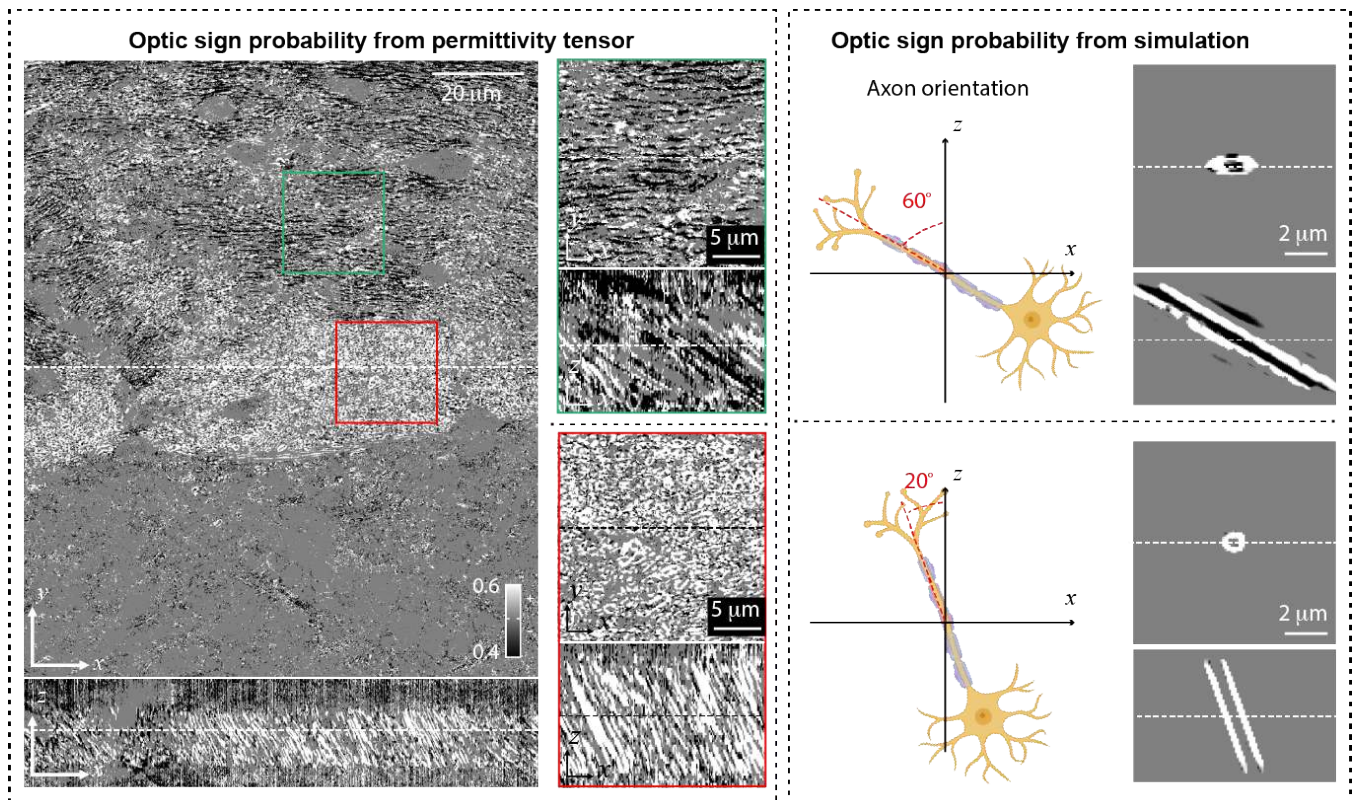 Optic sign probability from permittivity tensor
20 μm
0.6
0.4
y
x
z
5 μm
z
5 μm
y
z
x
Optic sign probability from simulation
Axon orientation
z
60°
x
2 μm
20°
z
x
2 μm